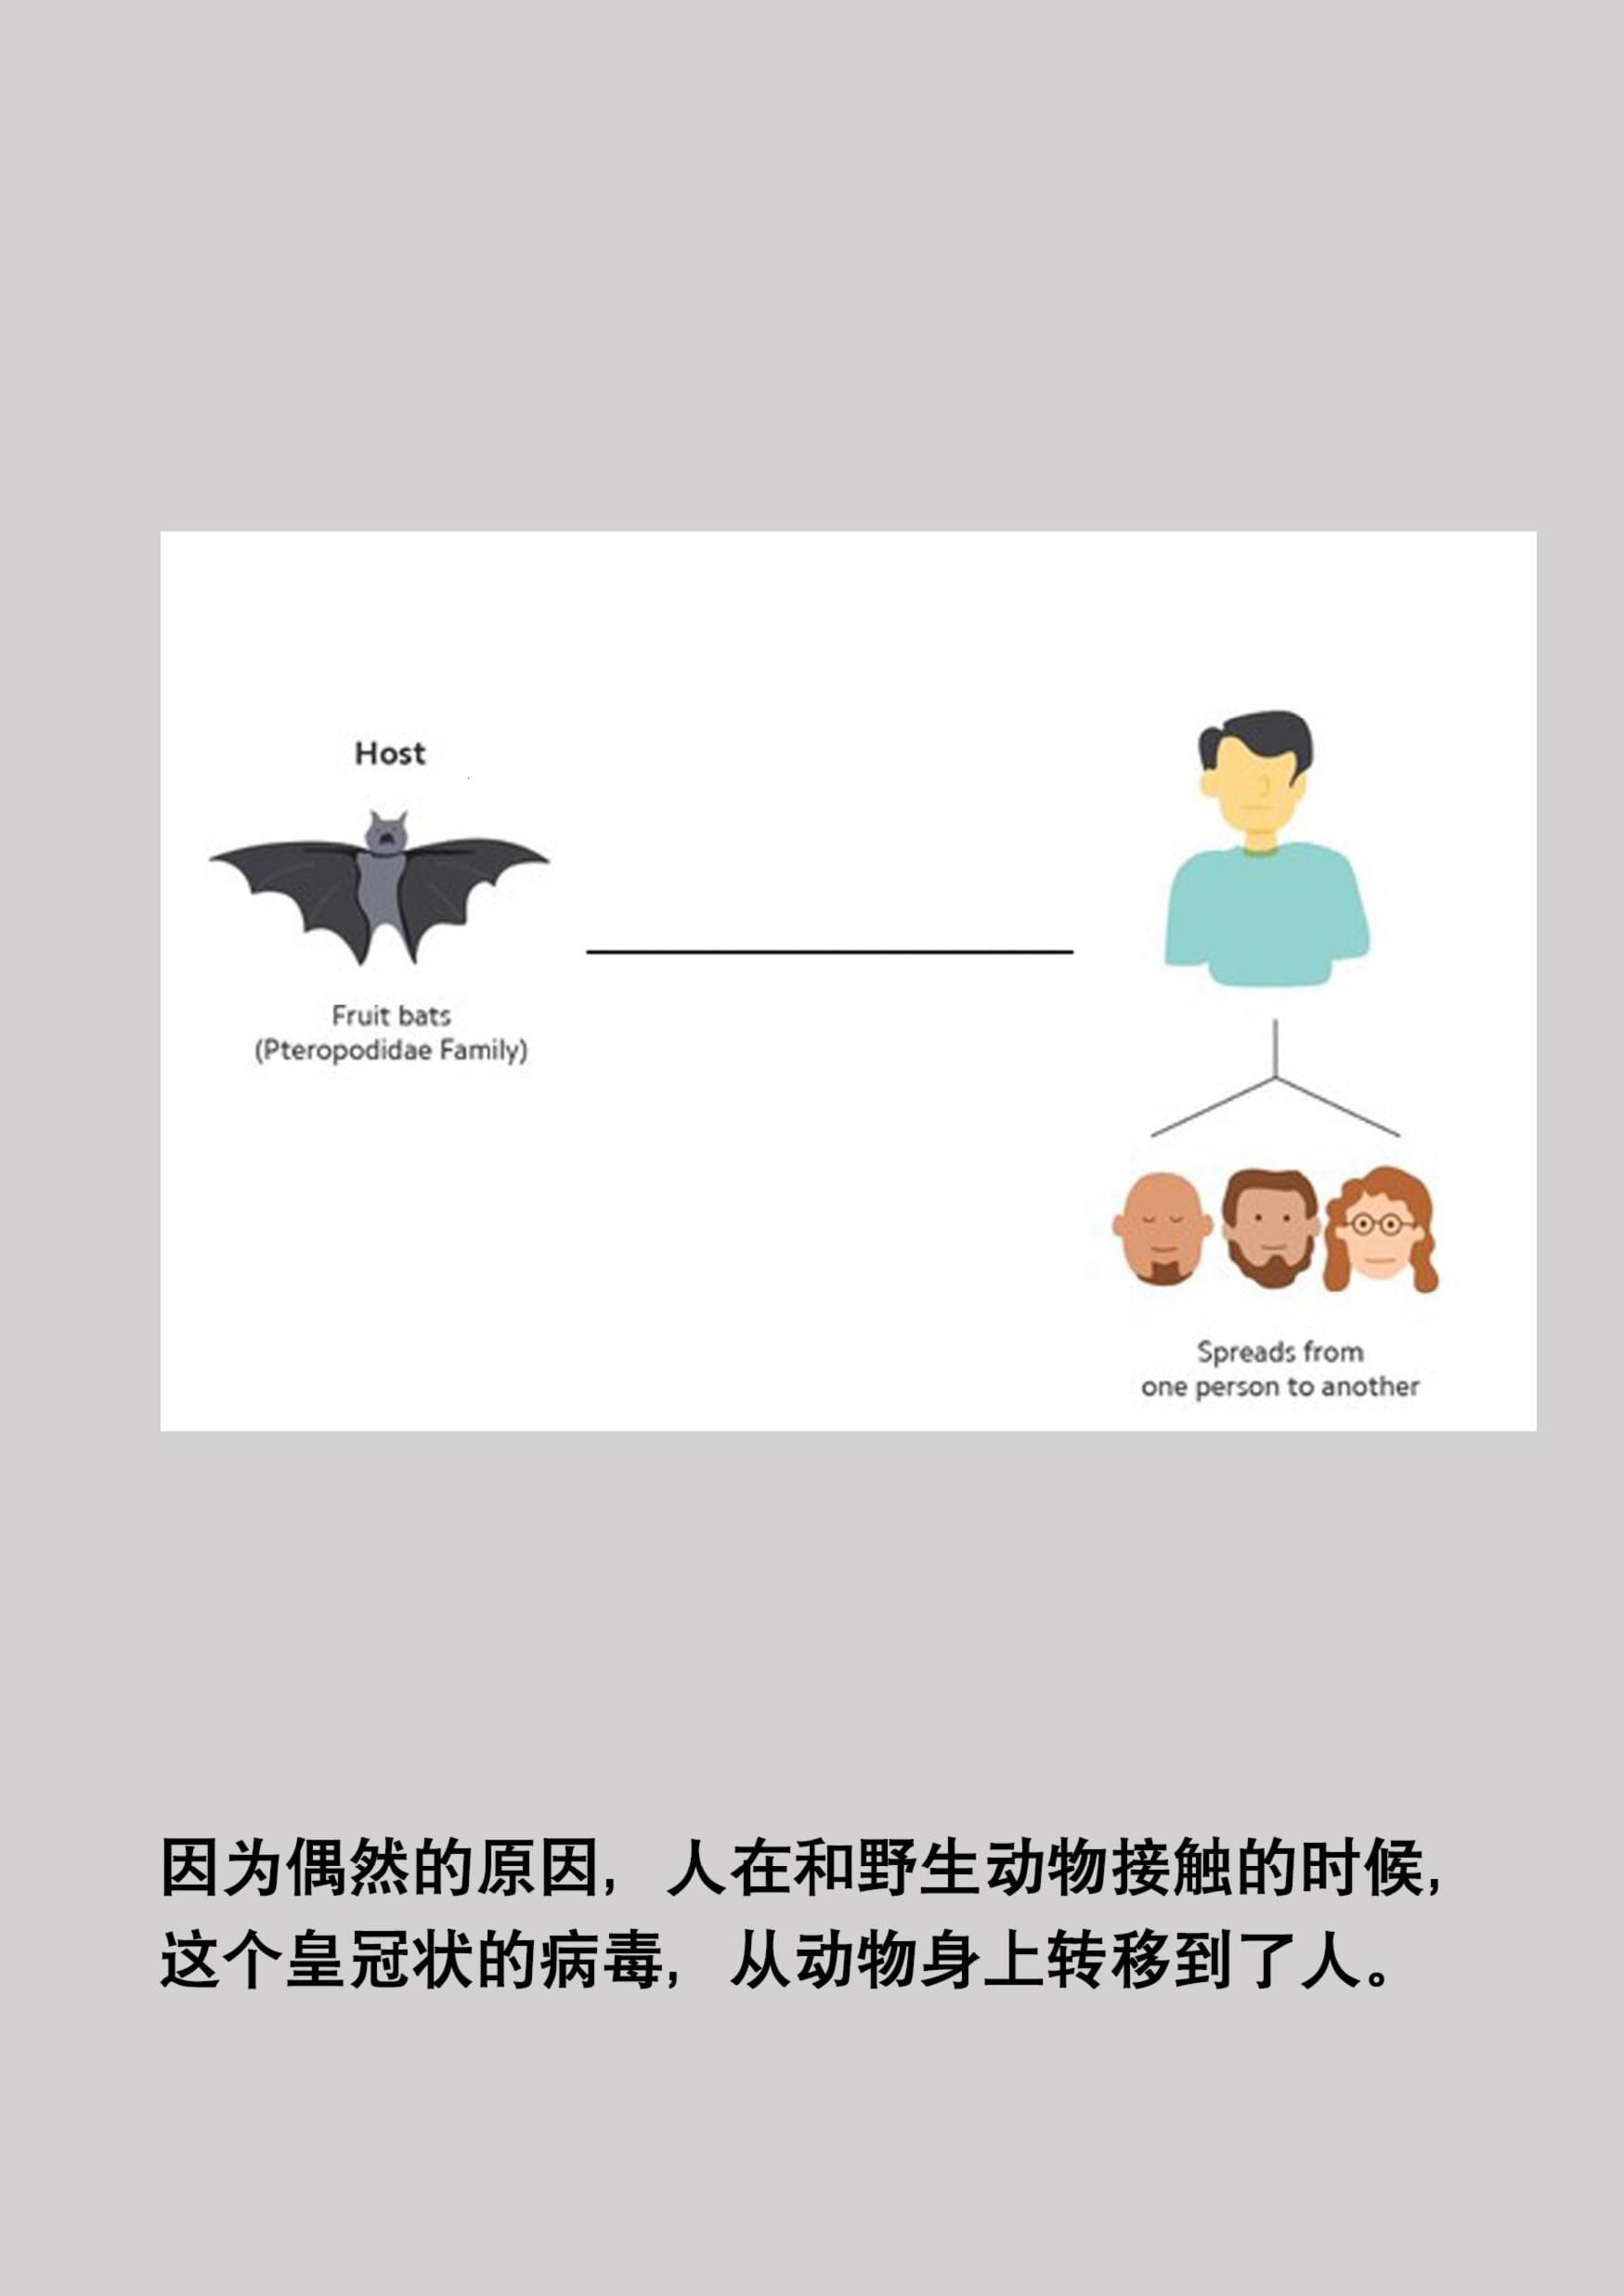 Host
Fruit bats
(Pteropodidae Family)
Spreads from
one person to another
因为偶然的原因，人在和野生动物接触的时候，
这个皇冠状的病毒，从动物身上转移到了人。